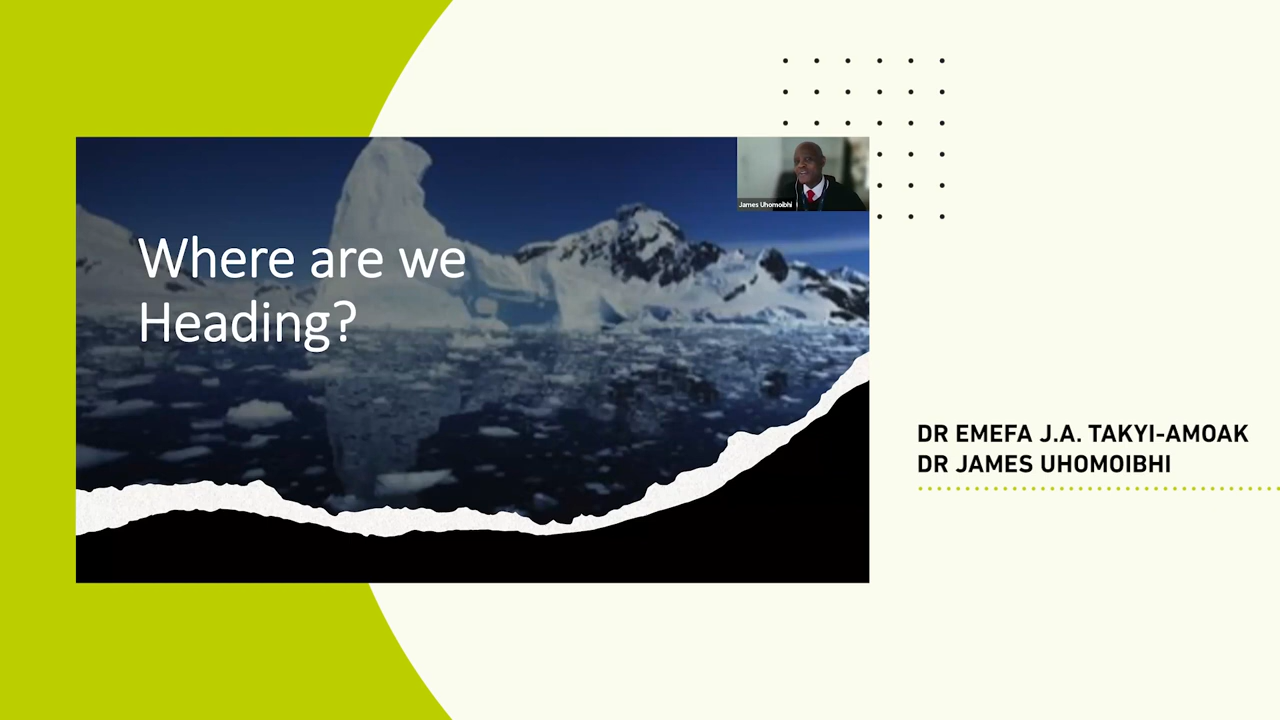 Where are we
Heading?
James Uhomoibhi
DR EMEFA J.A. TAKYI-AMOAK
DR JAMES UHOMOIBHI